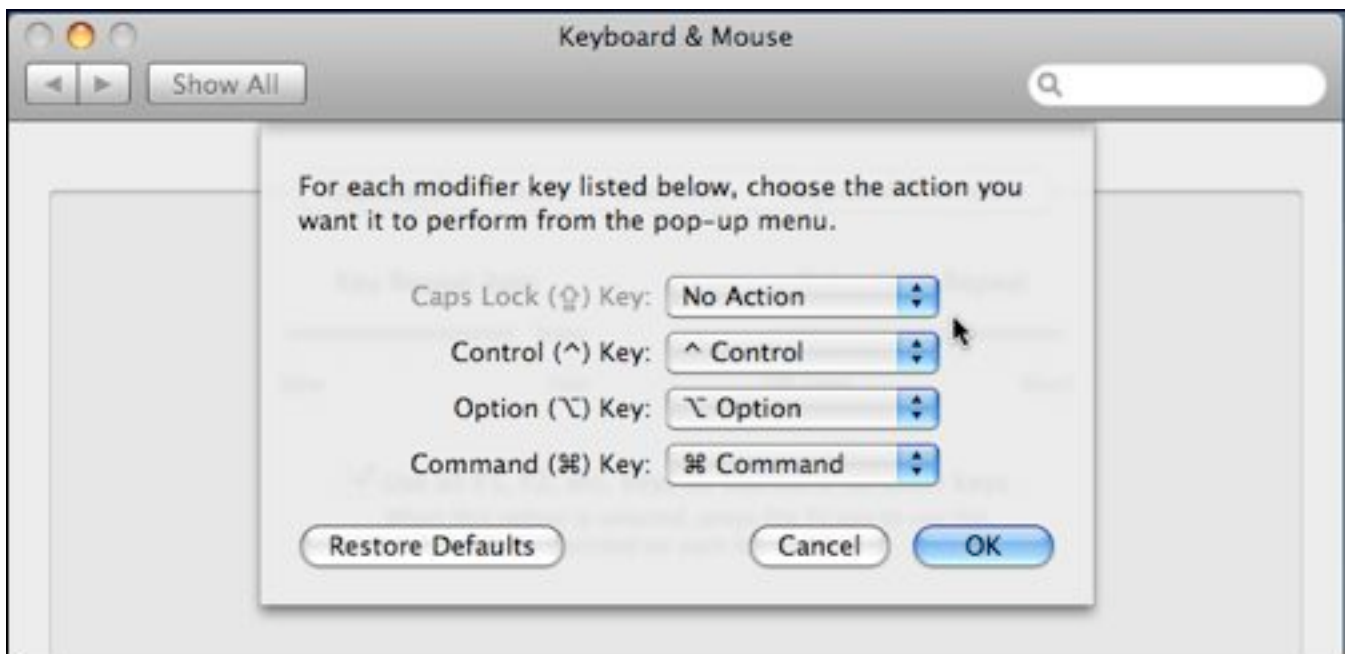 Keyboard & Mouse
Show All
For each modifier key listed below, choose the action you
want it to perform from the pop-up menu.
Caps Lock (⇪) Key: No Action
Control (^) Key: ^ Control
Option (⌥) Key: ⌥ Option
Command (⌘) Key: ⌘ Command
Restore Defaults Cancel OK